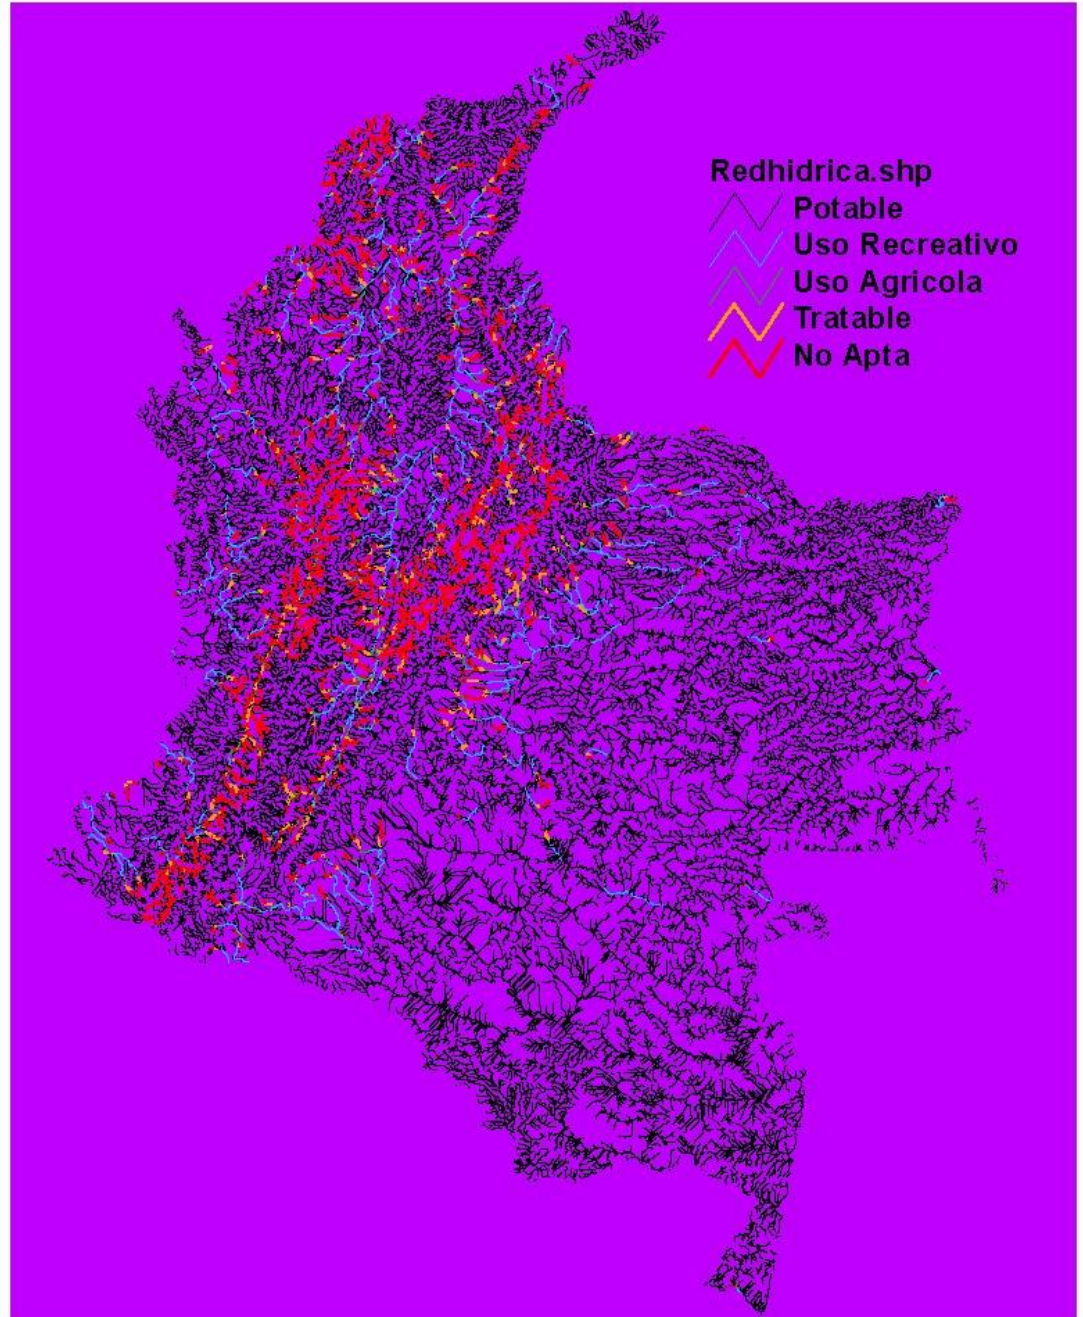 Redhidrica.shp
Potable
Uso Recreativo
Uso Agricola
Tratable
No Apta